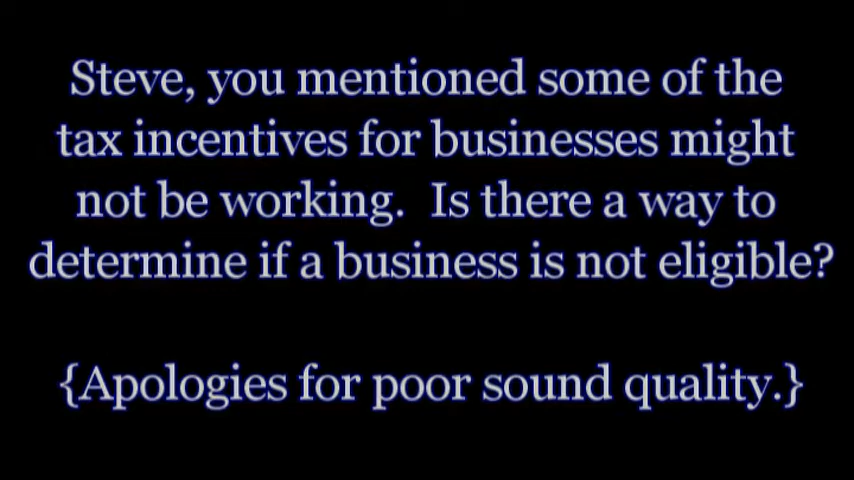 Steve, you mentioned some of the
tax incentives for businesses might
not be working.  Is there a way to
determine if a business is not eligible?
{Apologies for poor sound quality.}